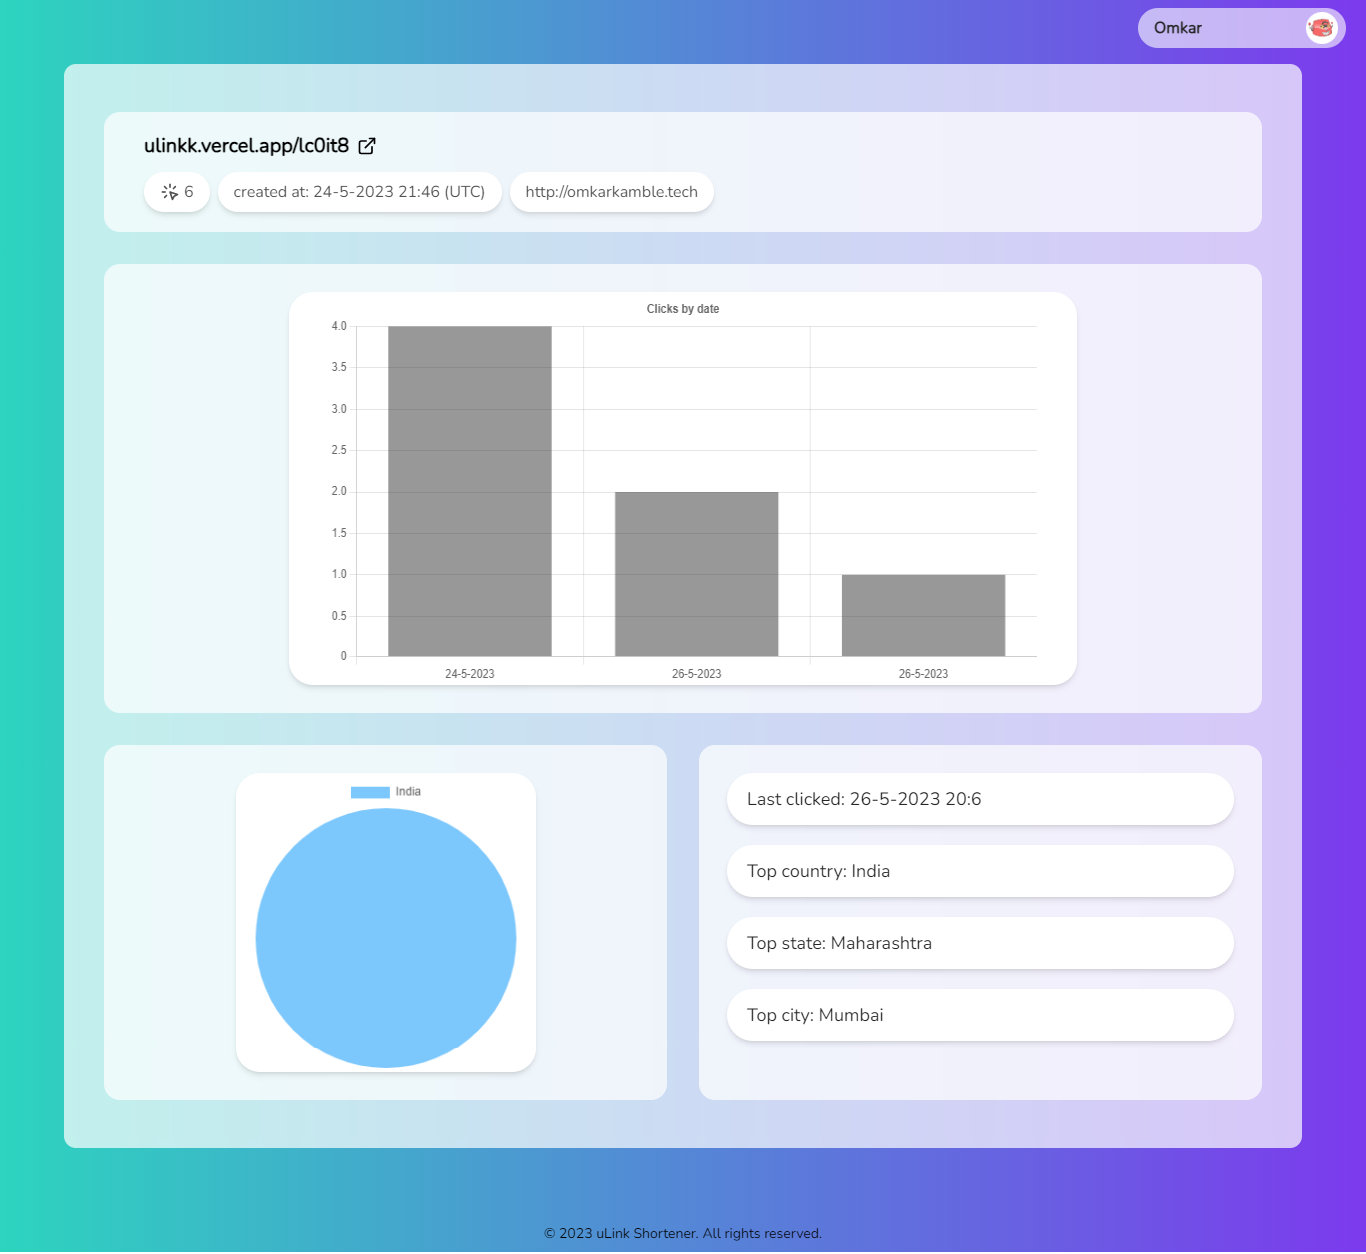 Omkar
ulinkk.vercel.app/lc0it8
6
created at: 24-5-2023 21:46 (UTC)
http://omkarkamble.tech
Clicks by date
4.0
3.5
3.0
2.5
2.0
1.5
1.0
0.5
0
24-5-2023
26-5-2023
26-5-2023
India
Last clicked: 26-5-2023 20:6
Top country: India
Top state: Maharashtra
Top city: Mumbai
© 2023 uLink Shortener. All rights reserved.